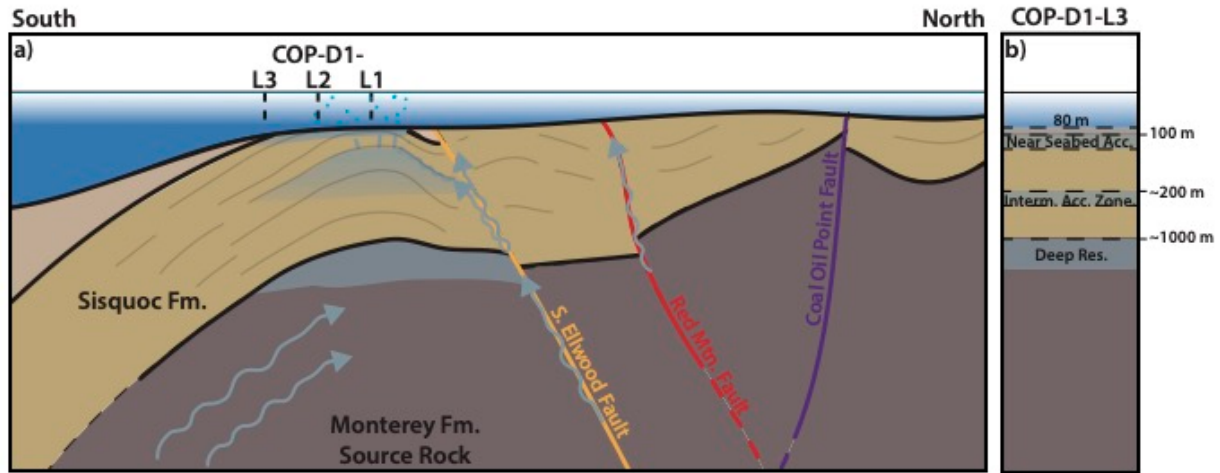 South
North
COP-D1-L3
a)
COP-D1-
L3 L2 L1
Sisquoc Fm.
Monterey Fm.
Source Rock
S. Ellwood Fault
Red Mtn. Fault
Coal Oil Point Fault
b)
80 m
100 m
Near Seabed Acc.
~200 m
Interm. Acc. Zone
~1000 m
Deep Res.